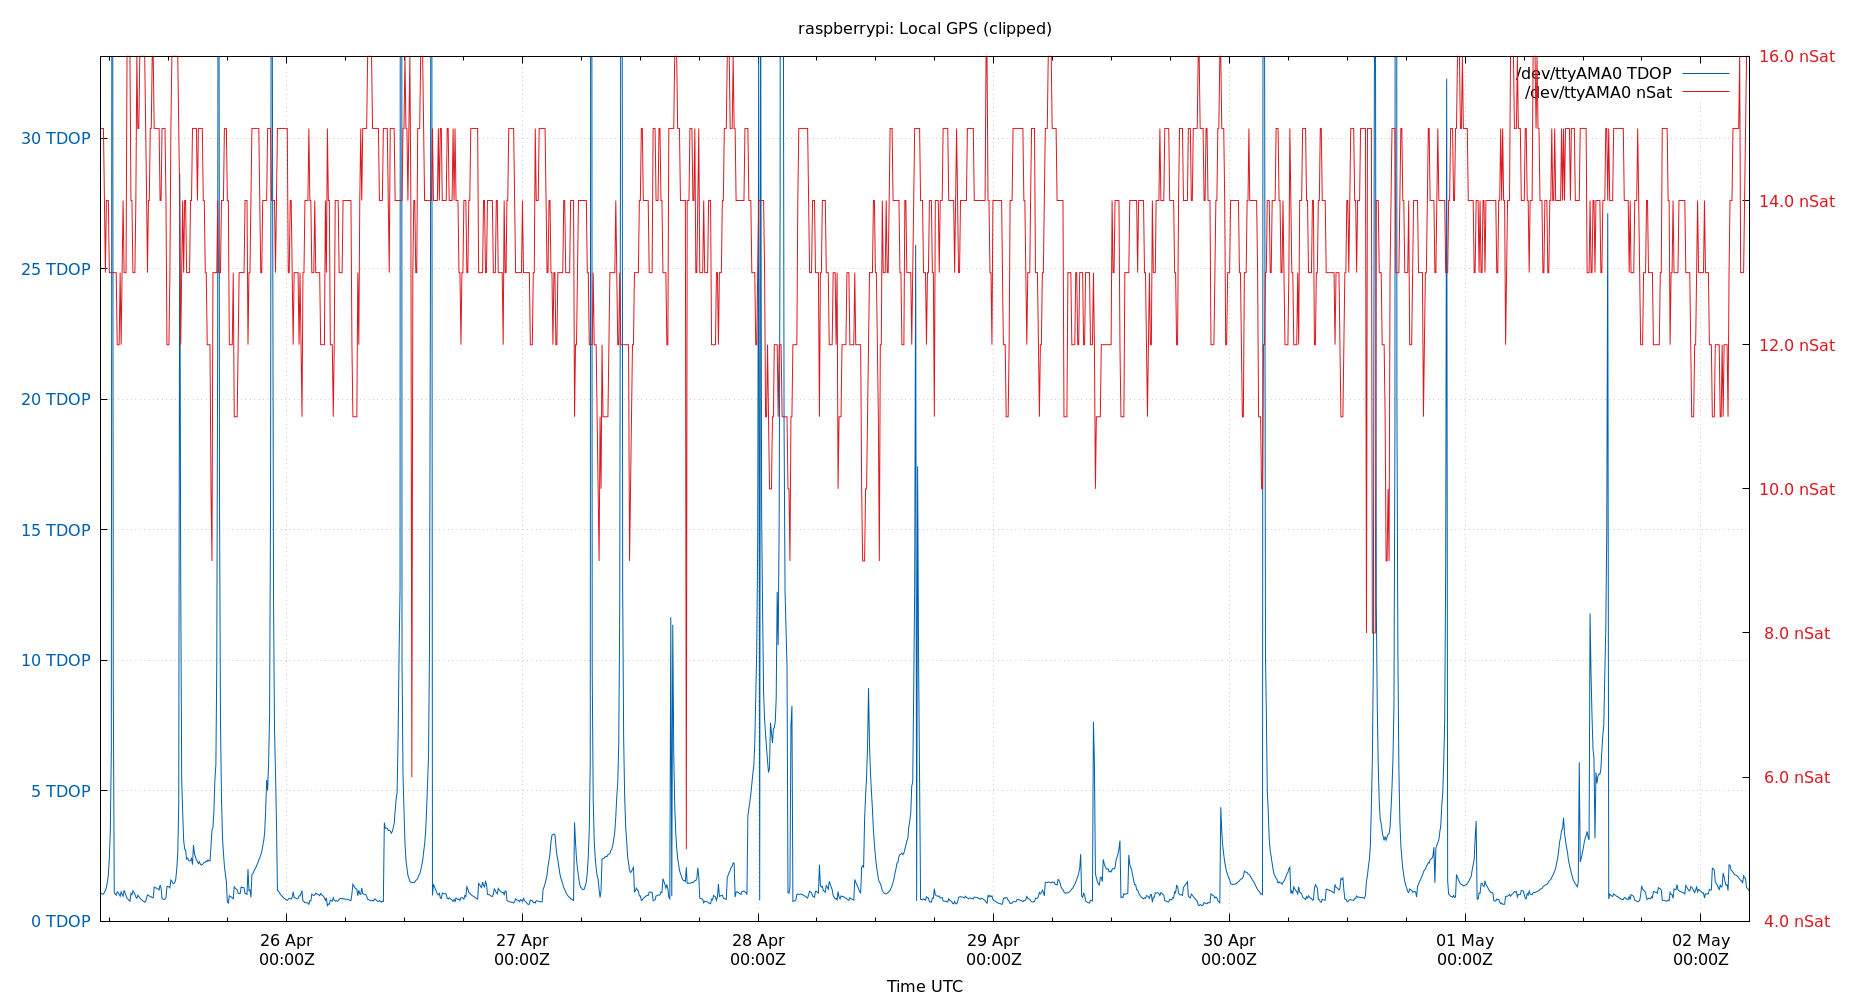 raspberrypi: Local GPS (clipped)
/dev/ttyAMA0 TDOP
/dev/ttyAMA0 nSat
30 TDOP
25 TDOP
20 TDOP
15 TDOP
10 TDOP
5 TDOP
0 TDOP
16.0 nSat
14.0 nSat
12.0 nSat
10.0 nSat
8.0 nSat
6.0 nSat
4.0 nSat
26 Apr
00:00Z
27 Apr
00:00Z
28 Apr
00:00Z
29 Apr
00:00Z
30 Apr
00:00Z
01 May
00:00Z
02 May
00:00Z
Time UTC